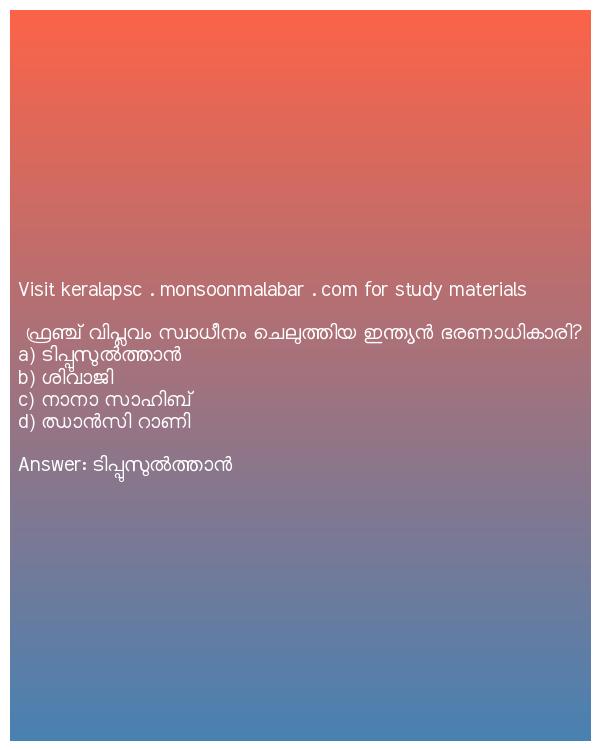 Visit keralapsc . monsoonmalabar . com for study materials
ഫ്രഞ്ച് വിപ്ലവം സ്വാധീനം ചെലുത്തിയ ഇന്ത്യൻ ഭരണാധികാരി?
a) ടിപ്പുസുൽത്താൻ
b) ശിവാജി
c) നാനാ സാഹിബ്
d) ഝാൻസി റാണി
Answer: ടിപ്പുസുൽത്താൻ